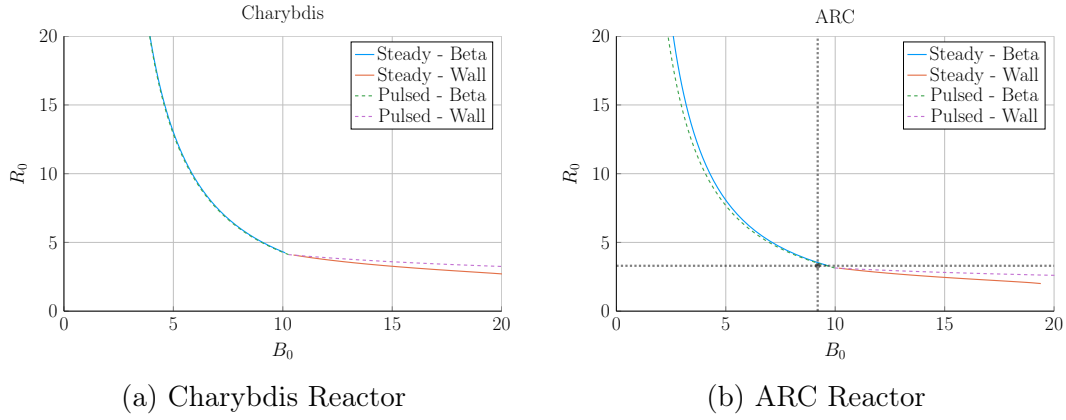 Charybdis
20
15
10
5
0
R₀
0 5 10 15 20
B₀
Steady - Beta
Steady - Wall
Pulsed - Beta
Pulsed - Wall
(a) Charybdis Reactor
ARC
20
15
10
5
0
R₀
0 5 10 15 20
B₀
Steady - Beta
Steady - Wall
Pulsed - Beta
Pulsed - Wall
(b) ARC Reactor